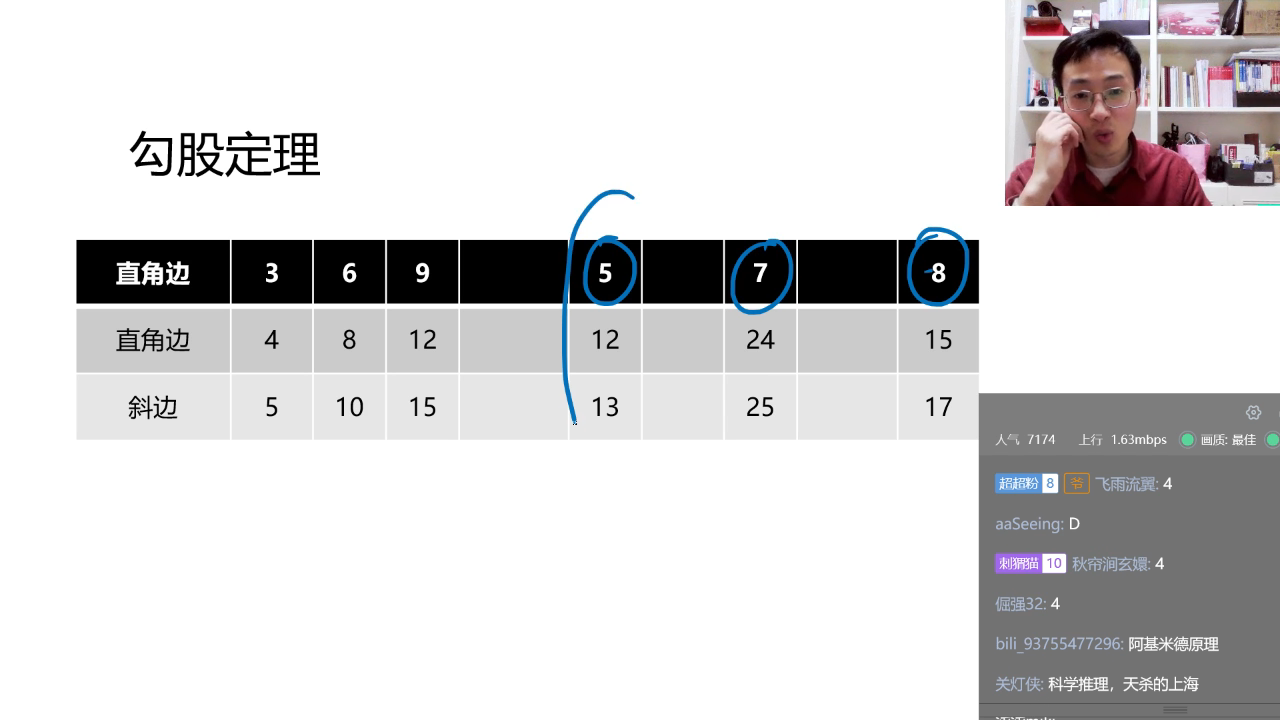 勾股定理
直角边 3 6 9 5 7 8
直角边 4 8 12 12 24 15
斜边 5 10 15 13 25 17
人气 7174 上行 1.63mbps 画质: 最佳
超超粉 8 爷 飞雨流翼: 4
aaSeeing: D
刺猬猫 10 秋帘涧玄嬛: 4
倔强32: 4
bili_93755477296: 阿基米德原理
关灯侠: 科学推理，天杀的上海